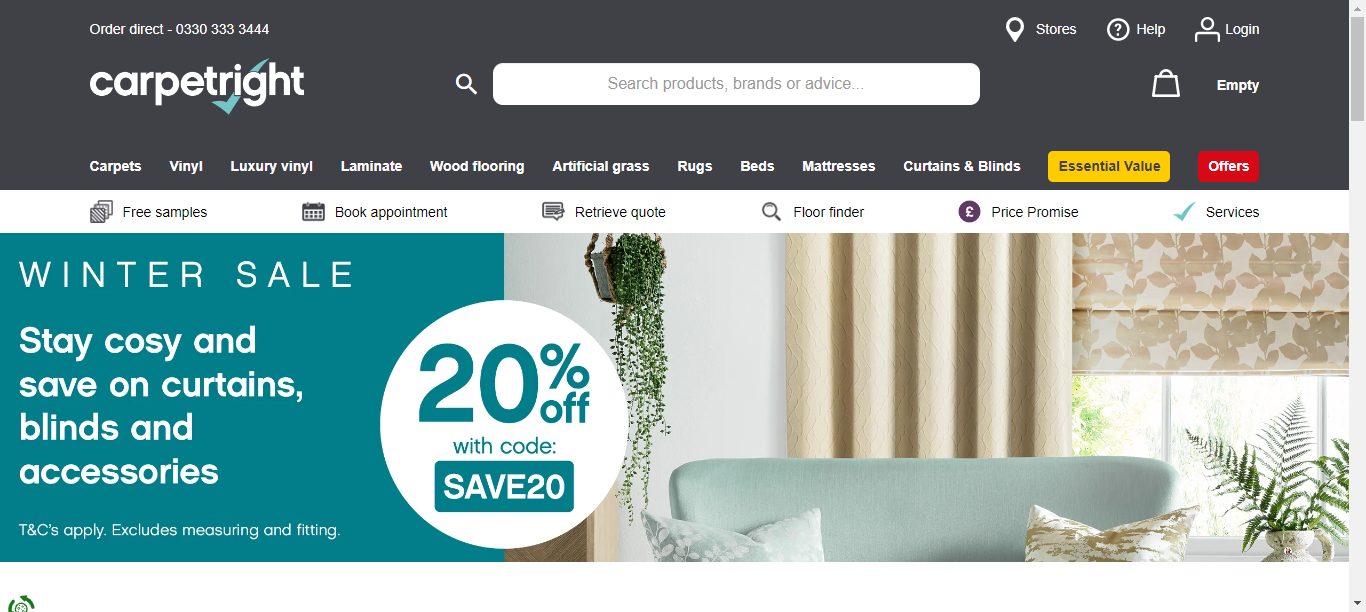 Order direct - 0330 333 3444
Stores
Help
Login
carpetright
Search products, brands or advice...
Empty
Carpets
Vinyl
Luxury vinyl
Laminate
Wood flooring
Artificial grass
Rugs
Beds
Mattresses
Curtains & Blinds
Essential Value
Offers
Free samples
Book appointment
Retrieve quote
Floor finder
£
Price Promise
Services
WINTER SALE
Stay cosy and
save on curtains,
blinds and
accessories
T&C's apply. Excludes measuring and fitting.
20% off
with code:
SAVE20